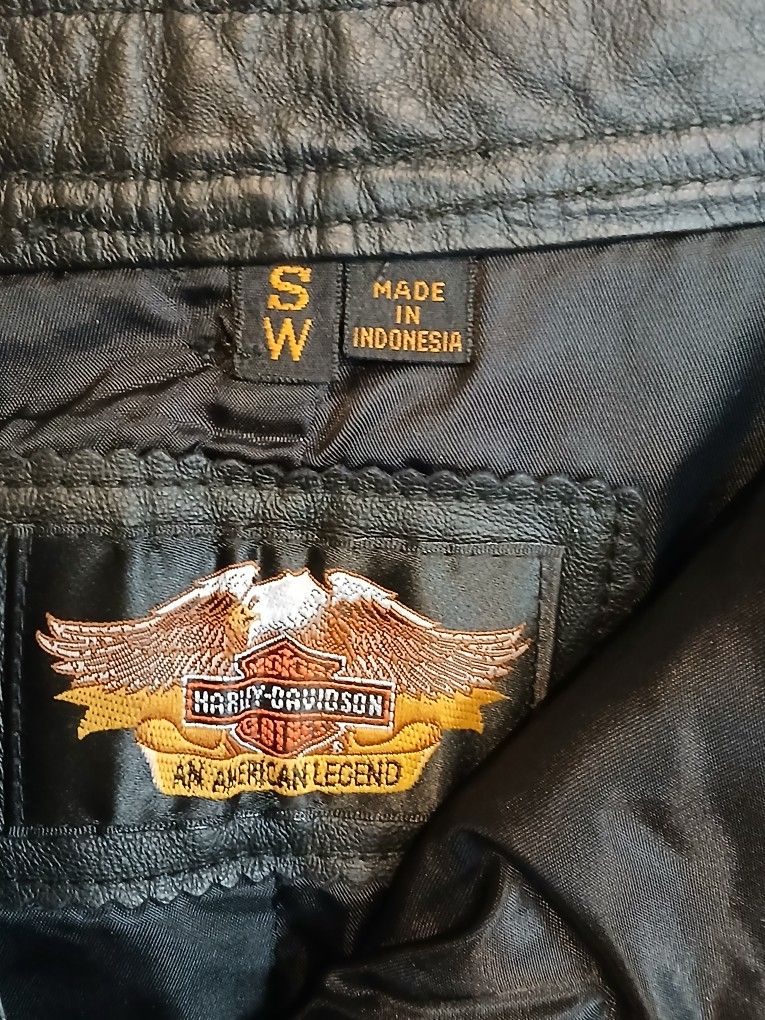 S
W
MADE
IN
INDONESIA
HARLEY-DAVIDSON
®
AN AMERICAN LEGEND